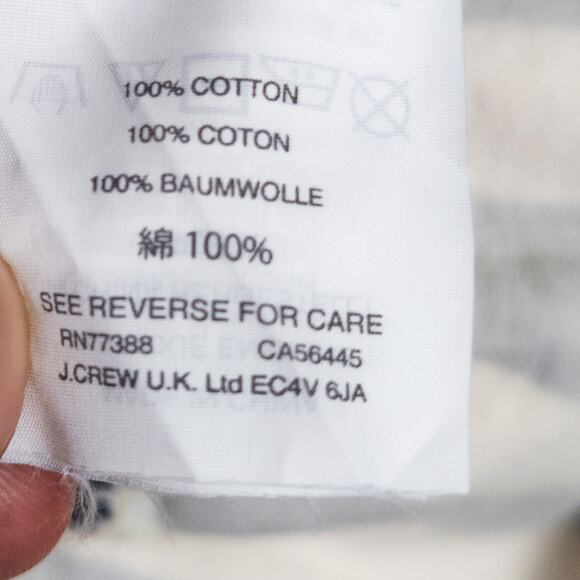 100% COTTON
100% COTON
100% BAUMWOLLE
綿 100%
SEE REVERSE FOR CARE
RN77388 CA56445
J.CREW U.K. Ltd EC4V 6JA